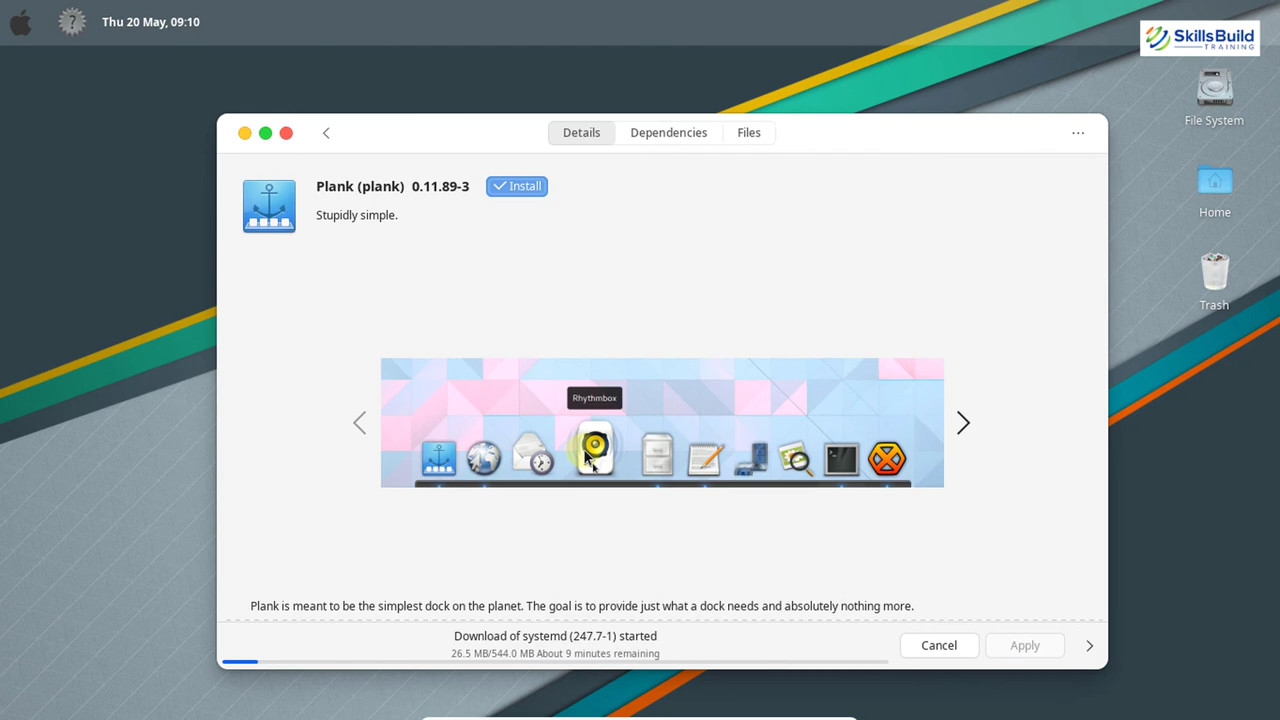 ?
Thu 20 May, 09:10
SkillsBuild
TRAINING
File System
Home
Trash
Details
Dependencies
Files
Plank (plank) 0.11.89-3
Install
Stupidly simple.
Rhythmbox
Plank is meant to be the simplest dock on the planet. The goal is to provide just what a dock needs and absolutely nothing more.
Download of systemd (247.7-1) started
26.5 MB/544.0 MB About 9 minutes remaining
Cancel
Apply